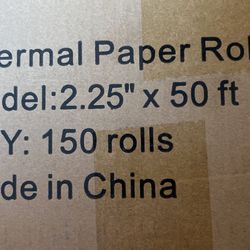 ermal Paper Rol
del:2.25" x 50 ft
Y: 150 rolls
de in China